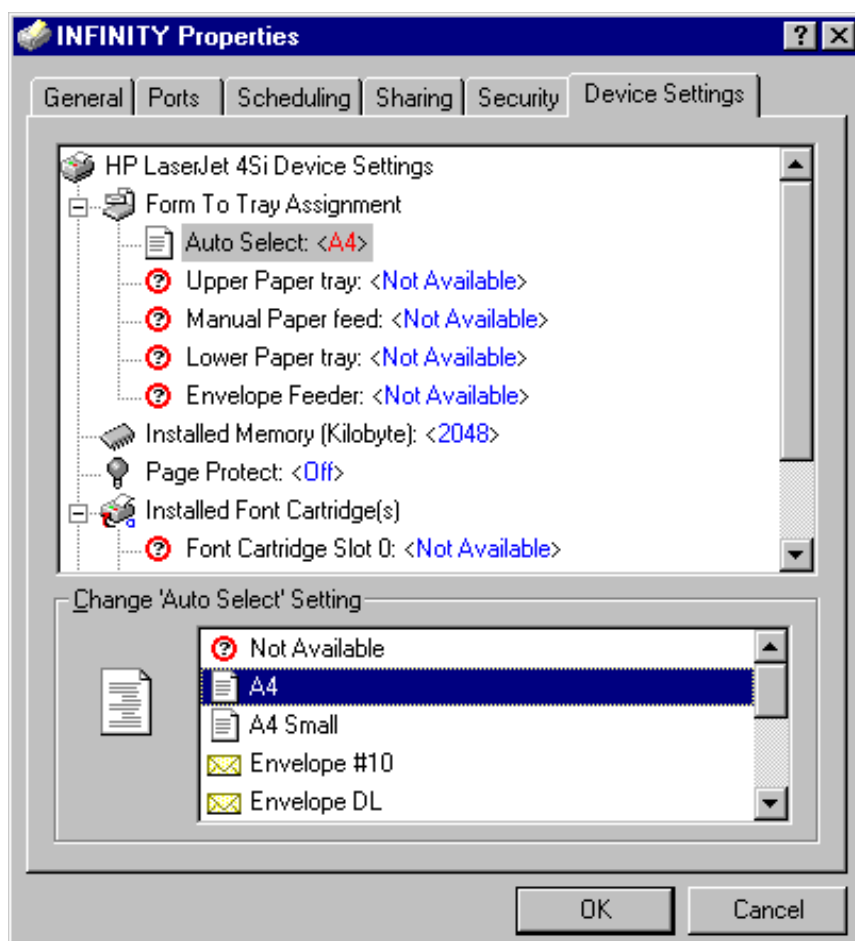 INFINITY Properties
General Ports Scheduling Sharing Security Device Settings
HP LaserJet 4Si Device Settings
Form To Tray Assignment
Auto Select: <A4>
Upper Paper tray: <Not Available>
Manual Paper feed: <Not Available>
Lower Paper tray: <Not Available>
Envelope Feeder: <Not Available>
Installed Memory (Kilobyte): <2048>
Page Protect: <Off>
Installed Font Cartridge(s)
Font Cartridge Slot 0: <Not Available>
Change 'Auto Select' Setting
Not Available
A4
A4 Small
Envelope #10
Envelope DL
OK Cancel